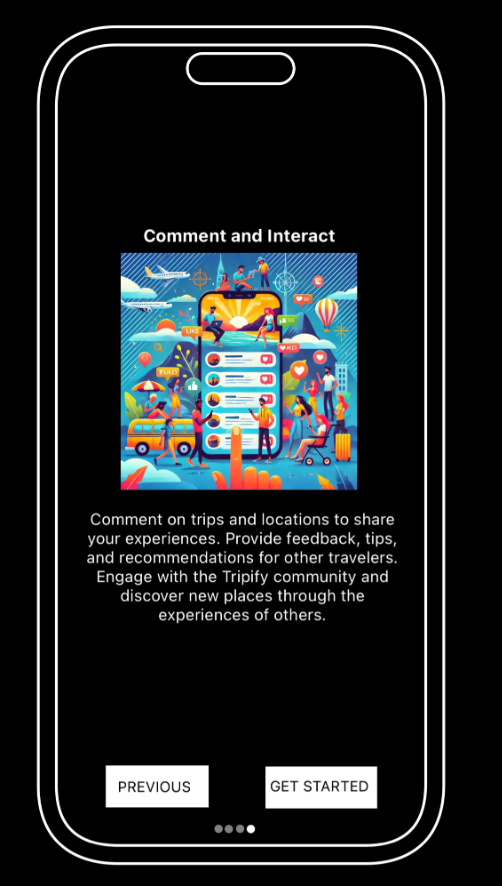 Comment and Interact
LIKE
Comment on trips and locations to share
your experiences. Provide feedback, tips,
and recommendations for other travelers.
Engage with the Tripify community and
discover new places through the
experiences of others.
PREVIOUS
GET STARTED